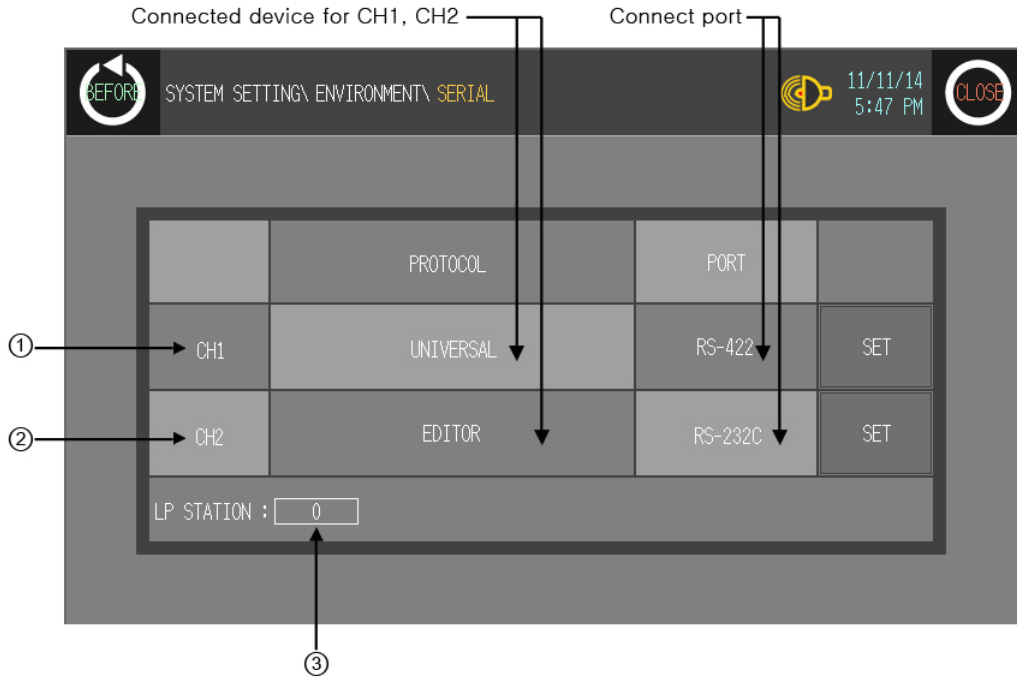 Connected device for CH1, CH2
Connect port
BEFORE
SYSTEM SETTING\ ENVIRONMENT\ SERIAL
11/11/14
5:47 PM
CLOSE
PROTOCOL
PORT
①
CH1
UNIVERSAL
RS-422
SET
②
CH2
EDITOR
RS-232C
SET
LP STATION : 0
③